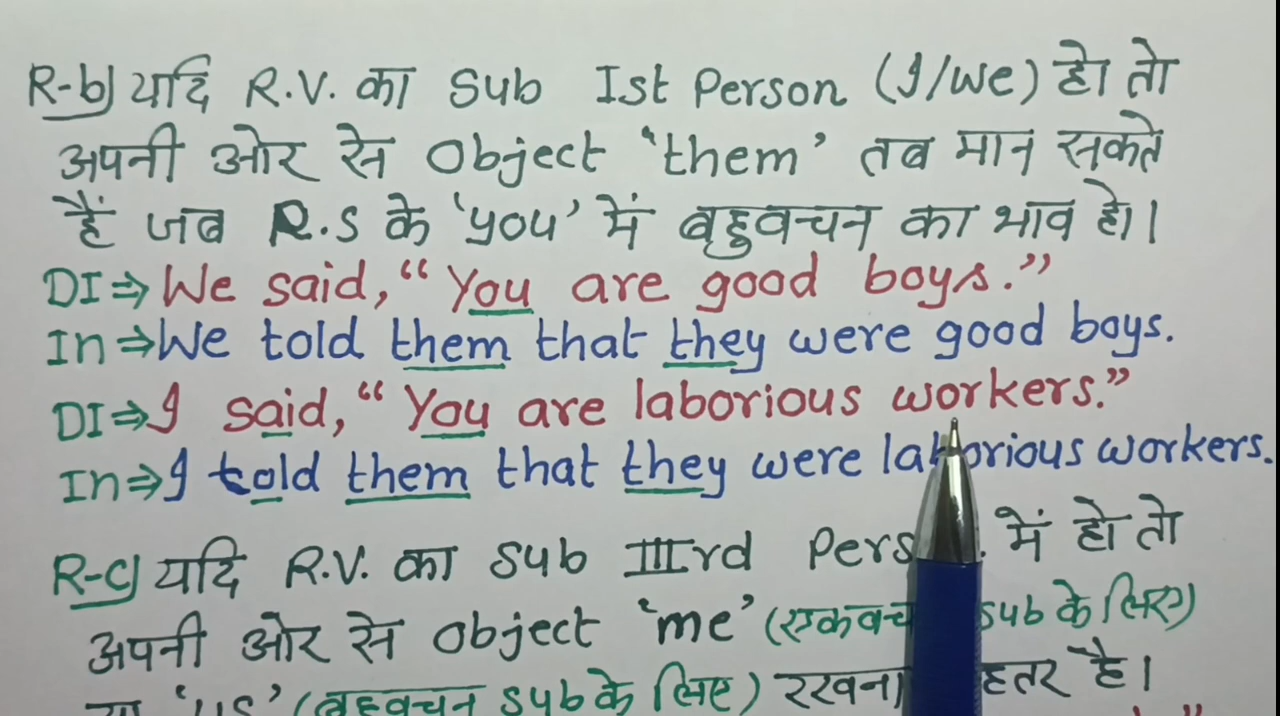 R-b) यदि R.V. का Sub Ist Person (I/we) हो तो
अपनी ओर से Object 'them' तब मान सकते
हैं जब R.S के 'you' में बहुवचन का भाव हो।
DI⇒ We said, "You are good boys."
In⇒ We told them that they were good boys.
DI⇒ I said, "You are laborious workers."
In⇒ I told them that they were laborious workers.
R-c) यदि R.V. का Sub IIIrd में हो तो
अपनी ओर से Object 'me' (Sub के लिए)
या 'us' (बहुवचन Sub के लिए) रखना है।